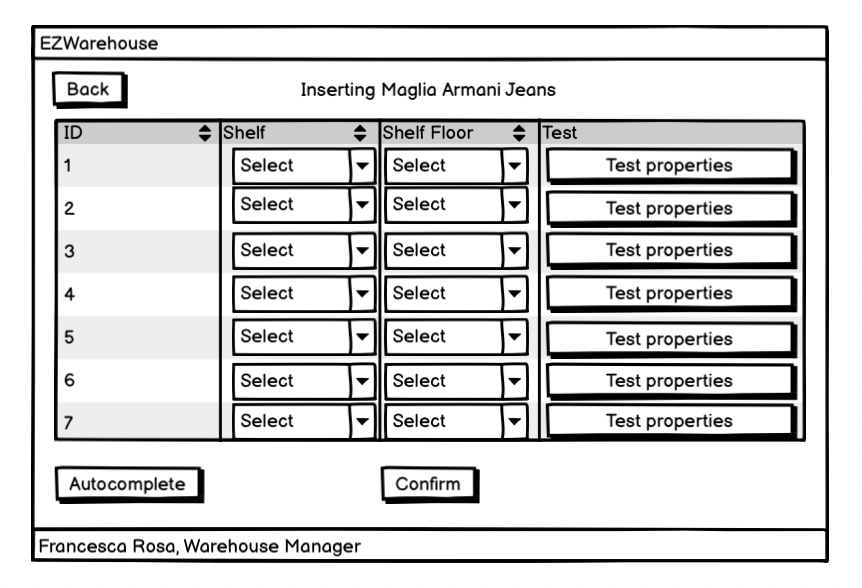 EZWarehouse
Back Inserting Maglia Armani Jeans
ID Shelf Shelf Floor Test
1 Select Select Test properties
2 Select Select Test properties
3 Select Select Test properties
4 Select Select Test properties
5 Select Select Test properties
6 Select Select Test properties
7 Select Select Test properties
Autocomplete Confirm
Francesca Rosa, Warehouse Manager